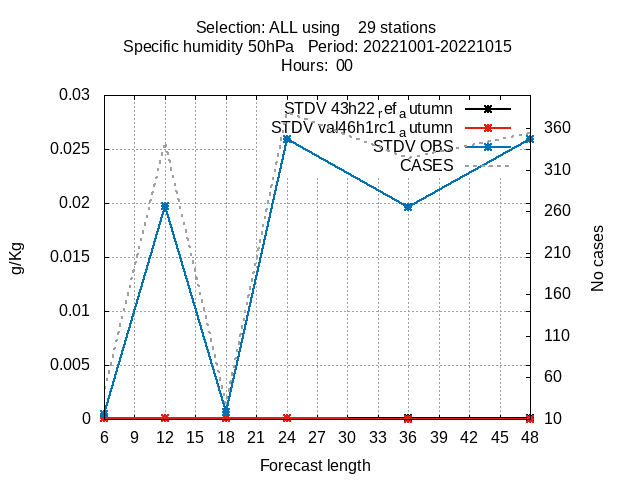 Selection: ALL using 29 stations
Specific humidity 50hPa Period: 20221001-20221015
Hours: 00
STDV 43h22ref autumn
STDV val46h1rc1autumn
STDV OBS
CASES
0.03
0.025
0.02
0.015
0.01
0.005
0
g/Kg
360
310
260
210
160
110
60
10
No cases
6 9 12 15 18 21 24 27 30 33 36 39 42 45 48
Forecast length